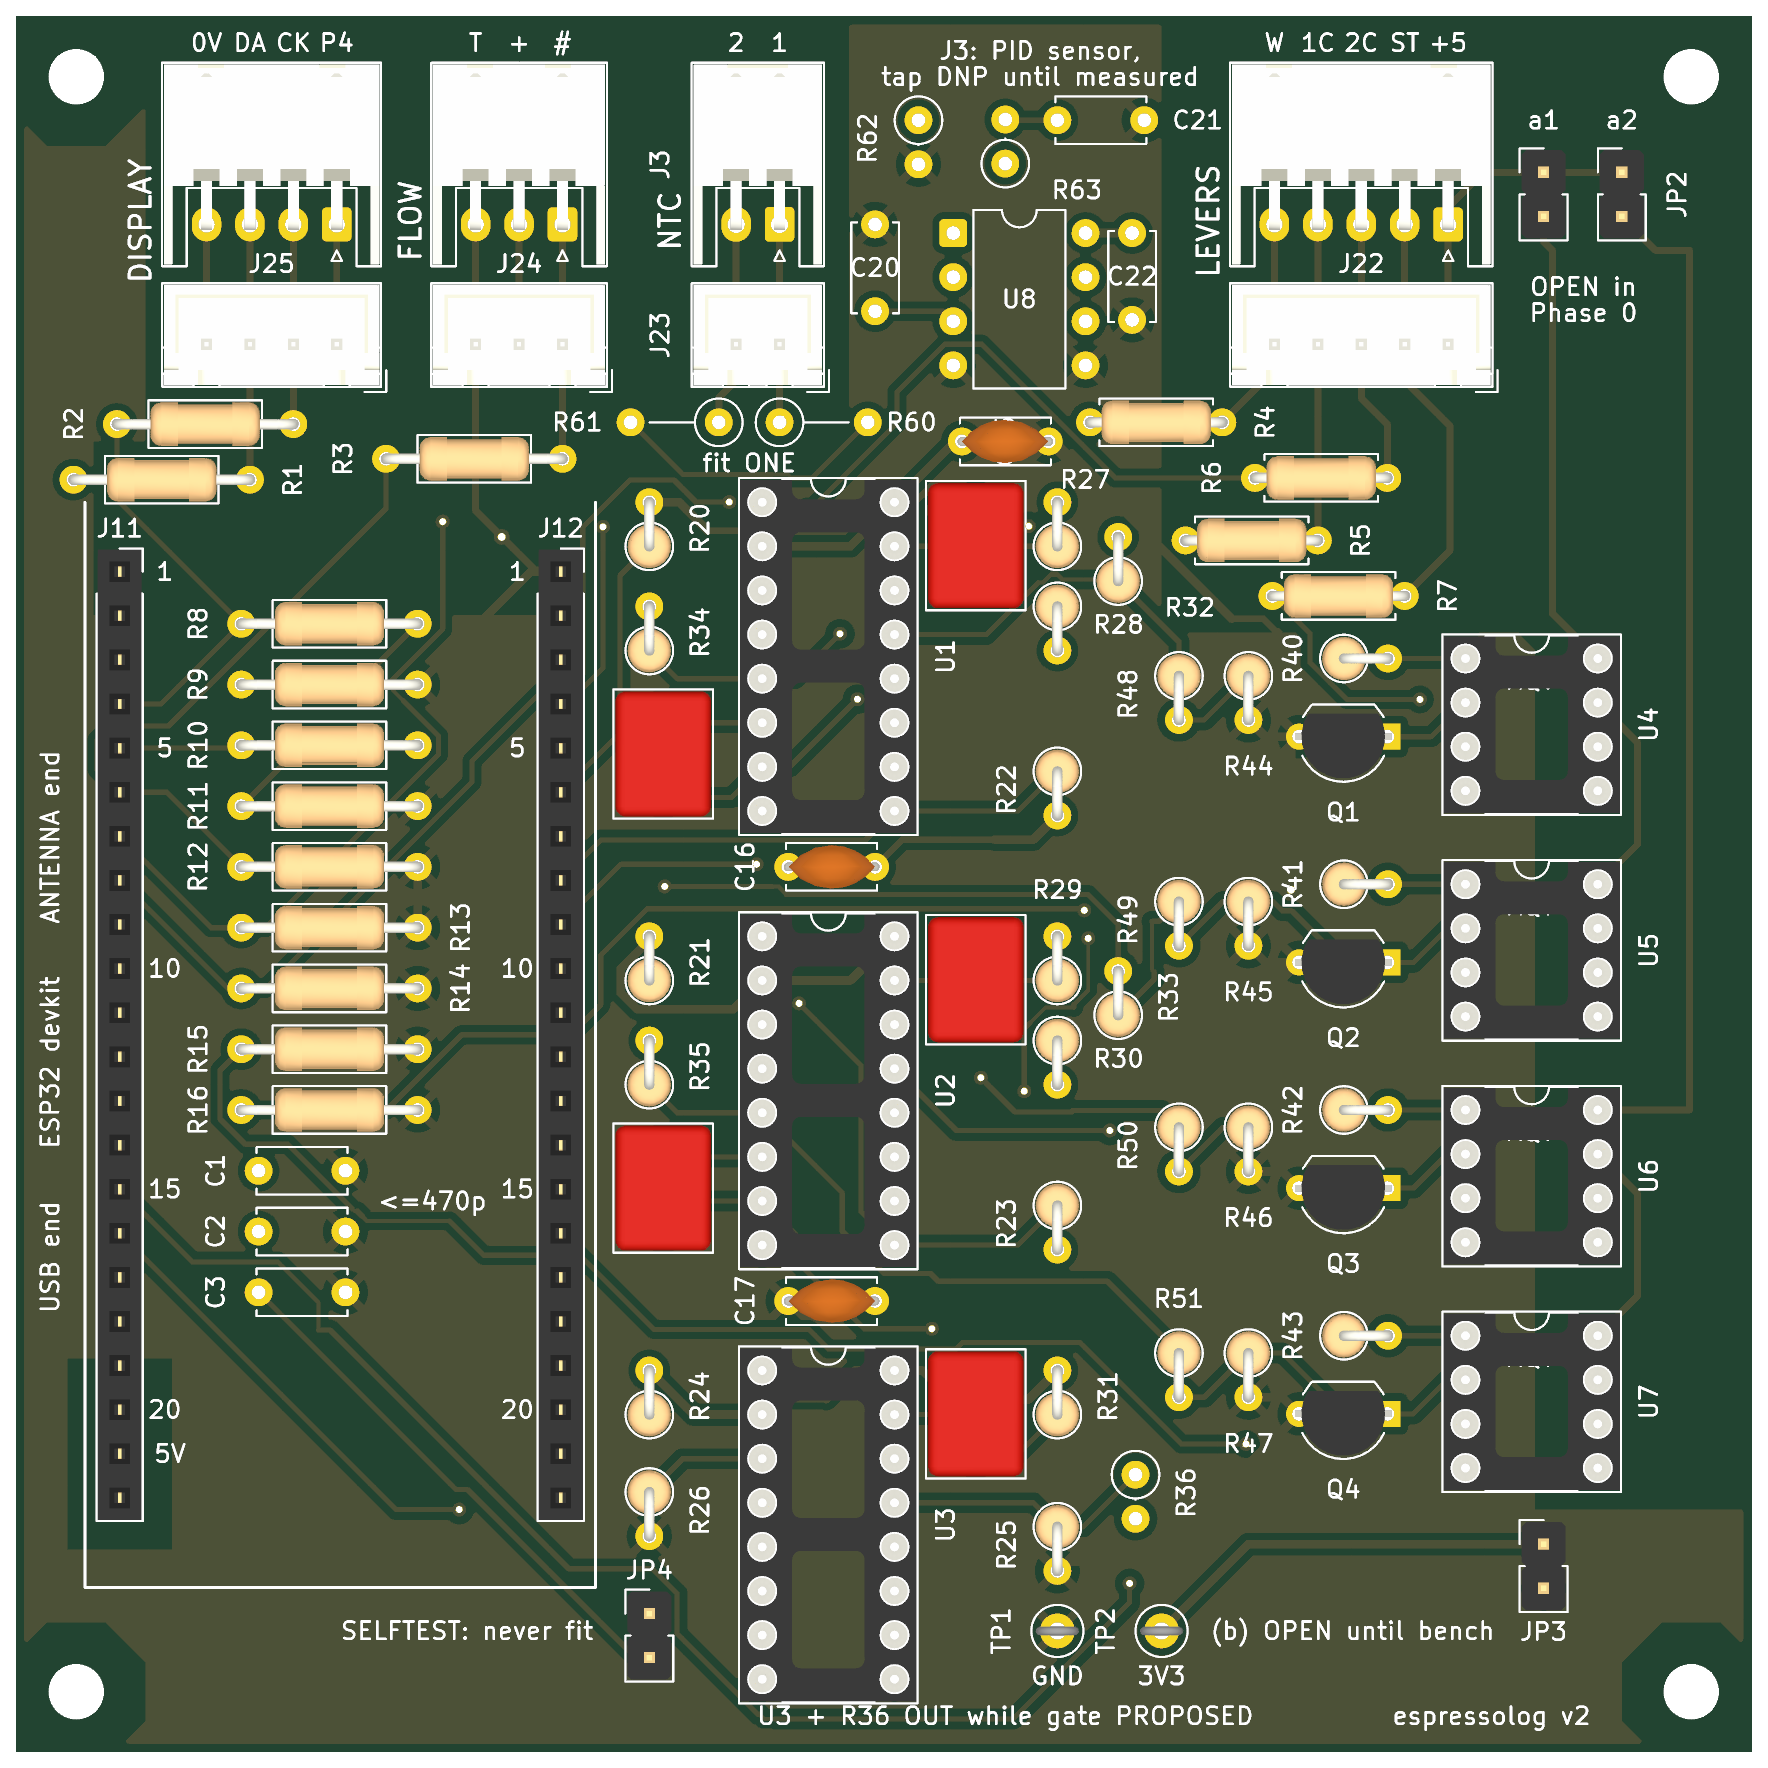 0V DA CK P4
T + #
2 1
J3: PID sensor,
tap DNP until measured
W 1C 2C ST +5
DISPLAY
FLOW
J3
NTC
R62
C21
R63
LEVERS
a1 a2
JP2
J25
J24
J23
C20
U8
C22
J22
OPEN in
Phase 0
R2
R1
R3
R61
R60
fit ONE
R4
R27
R6
R5
R7
J11
J12
1
1
R20
R28
R32
R8
R34
U1
R40
R9
R48
U4
5
R10
5
R44
R22
Q1
R11
ANTENNA end
R12
C16
R29
R41
R13
R49
R21
U5
10
R14
10
R33
R45
Q2
ESP32 devkit
R15
R35
R30
U2
R16
R42
R50
C1
<=470p
15
15
U6
R46
C2
R23
Q3
USB end
C3
C17
R51
R43
20
20
R24
R31
U7
R47
5V
R26
R36
Q4
U3
R25
JP4
SELFTEST: never fit
TP1
TP2
(b) OPEN until bench
JP3
GND
3V3
U3 + R36 OUT while gate PROPOSED
espressolog v2